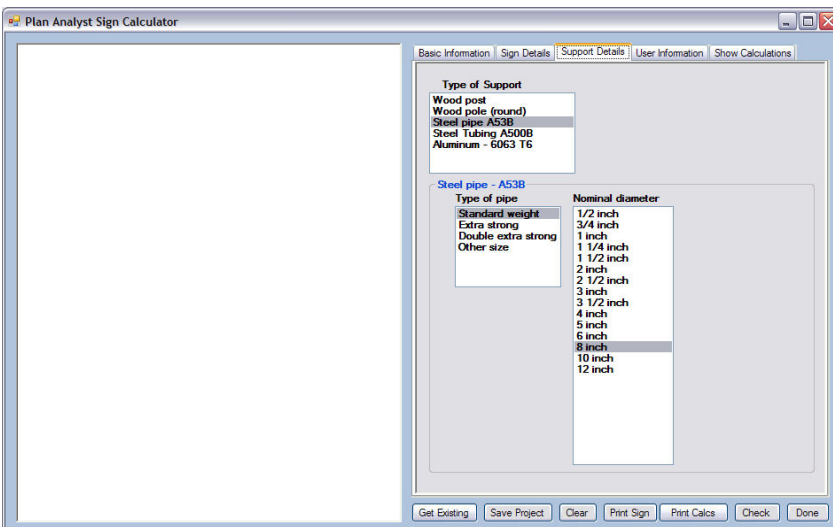 Plan Analyst Sign Calculator
Basic Information Sign Details Support Details User Information Show Calculations
Type of Support
Wood post
Wood pole (round)
Steel pipe A53B
Steel Tubing A500B
Aluminum - 6063 T6
Steel pipe - A53B
Type of pipe
Standard weight
Extra strong
Double extra strong
Other size
Nominal diameter
1/2 inch
3/4 inch
1 inch
1 1/4 inch
1 1/2 inch
2 inch
2 1/2 inch
3 inch
3 1/2 inch
4 inch
5 inch
6 inch
8 inch
10 inch
12 inch
Get Existing Save Project Clear Print Sign Print Calcs Check Done